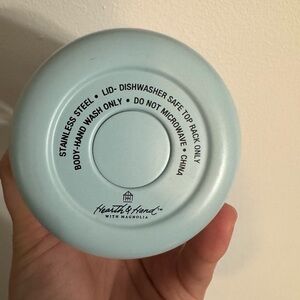 STAINLESS STEEL • LID- DISHWASHER SAFE TOP RACK ONLY
BODY-HAND WASH ONLY • DO NOT MICROWAVE • CHINA
Hearth & Hand™
WITH MAGNOLIA